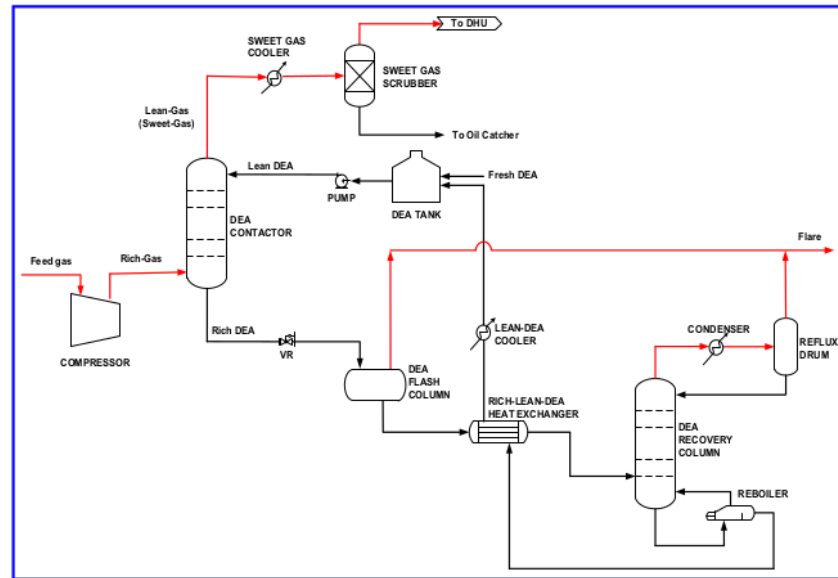 To DHU
SWEET GAS
COOLER
SWEET GAS
SCRUBBER
Lean-Gas
(Sweet-Gas)
To Oil Catcher
Lean DEA
Fresh DEA
PUMP
DEA TANK
DEA
CONTACTOR
Flare
Feed gas
Rich-Gas
Rich DEA
LEAN-DEA
COOLER
CONDENSER
REFLUX
DRUM
COMPRESSOR
VR
DEA
FLASH
COLUMN
RICH-LEAN-DEA
HEAT EXCHANGER
DEA
RECOVERY
COLUMN
REBOILER